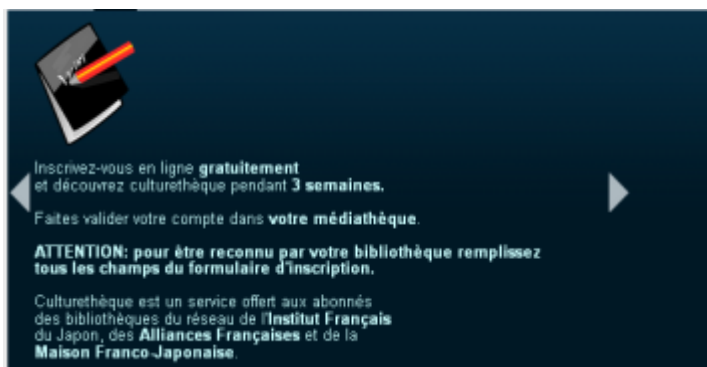 Inscrivez-vous en ligne gratuitement
et découvrez culturethèque pendant 3 semaines.
Faites valider votre compte dans votre médiathèque.
ATTENTION: pour être reconnu par votre bibliothèque remplissez
tous les champs du formulaire d'inscription.
Culturethèque est un service offert aux abonnés
des bibliothèques du réseau de l'Institut Français
du Japon, des Alliances Françaises et de la
Maison Franco-Japonaise.